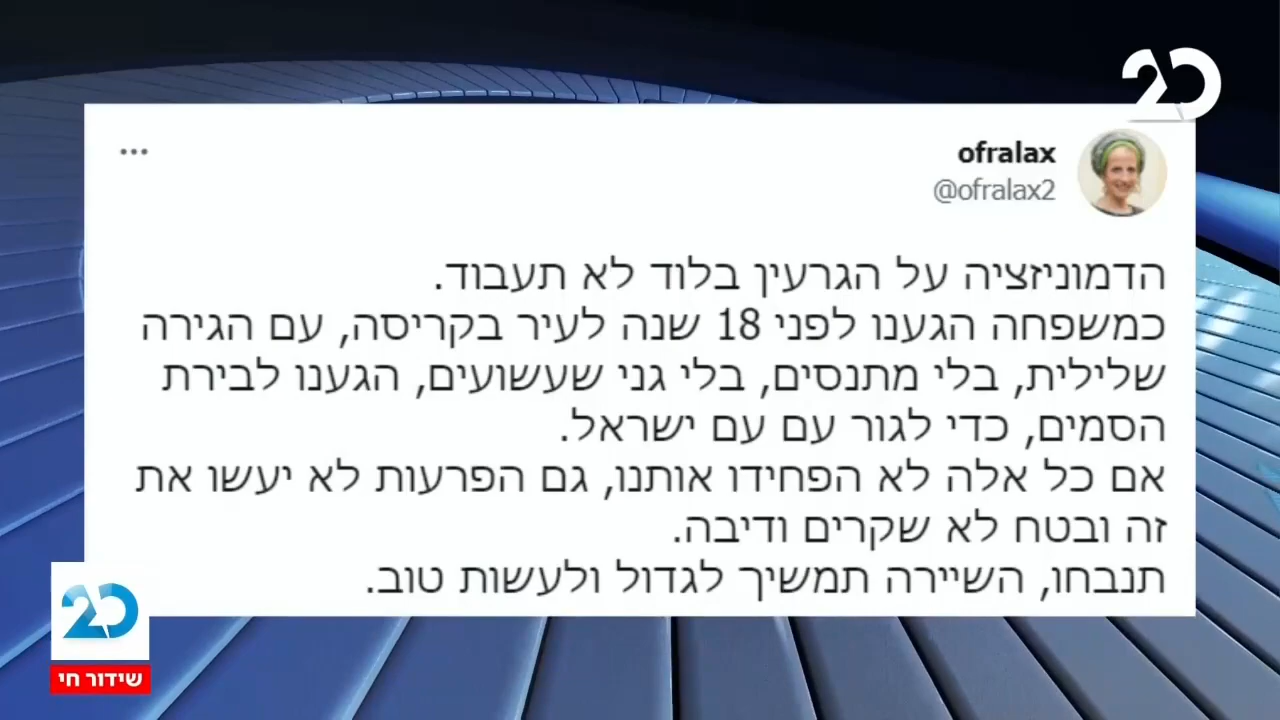 20
ofralax
@ofralax2
הדמוניזציה על הגרעין בלוד לא תעבוד.
כמשפחה הגענו לפני 18 שנה לעיר בקריסה, עם הגירה
שלילית, בלי מתנסים, בלי גני שעשועים, הגענו לבירת
הסמים, כדי לגור עם עם ישראל.
אם כל אלה לא הפחידו אותנו, גם הפרעות לא יעשו את
זה ובטח לא שקרים ודיבה.
תנבחו, השיירה תמשיך לגדול ולעשות טוב.
20
שידור חי